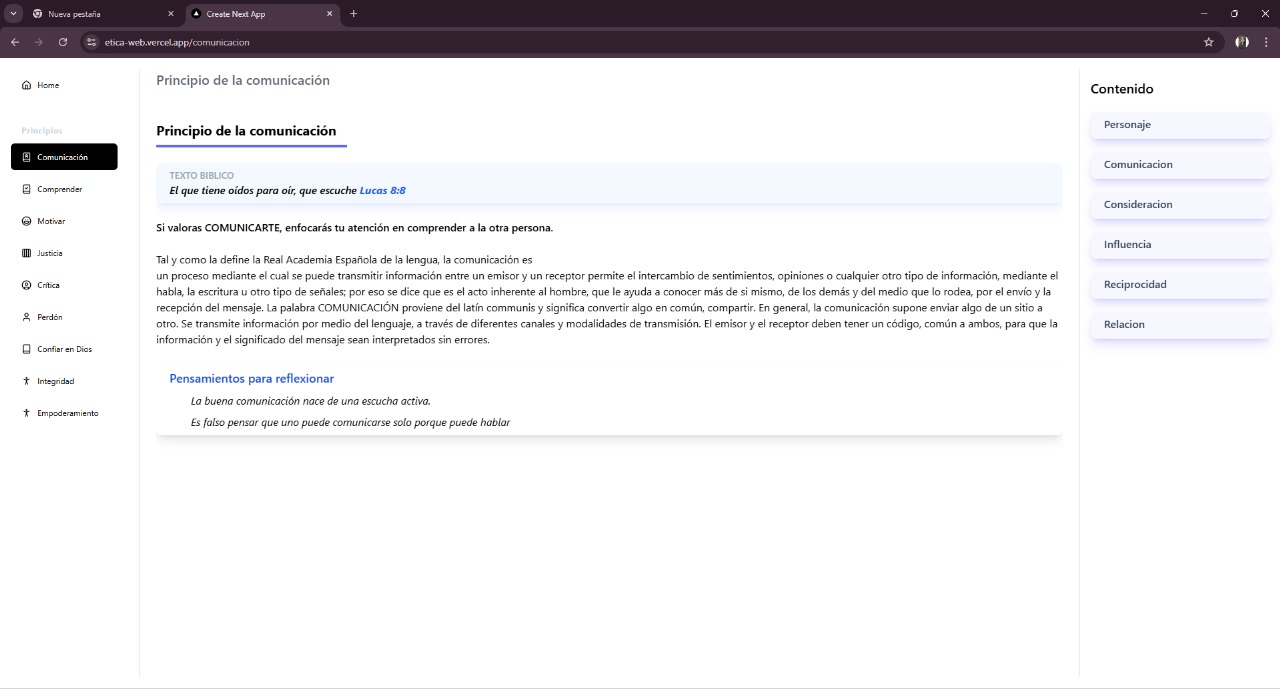 Nueva pestaña
Create Next App
etica-web.vercel.app/comunicacion
Home
Principios
Comunicación
Comprender
Motivar
Justicia
Crítica
Perdón
Confiar en Dios
Integridad
Empoderamiento
Principio de la comunicación
Principio de la comunicación
TEXTO BIBLICO
El que tiene oídos para oír, que escuche Lucas 8:8
Si valoras COMUNICARTE, enfocarás tu atención en comprender a la otra persona.
Tal y como la define la Real Academia Española de la lengua, la comunicación es
un proceso mediante el cual se puede transmitir información entre un emisor y un receptor permite el intercambio de sentimientos, opiniones o cualquier otro tipo de información, mediante el
habla, la escritura u otro tipo de señales; por eso se dice que es el acto inherente al hombre, que le ayuda a conocer más de si mismo, de los demás y del medio que lo rodea, por el envío y la
recepción del mensaje. La palabra COMUNICACIÓN proviene del latín communis y significa convertir algo en común, compartir. En general, la comunicación supone enviar algo de un sitio a
otro. Se transmite información por medio del lenguaje, a través de diferentes canales y modalidades de transmisión. El emisor y el receptor deben tener un código, común a ambos, para que la
información y el significado del mensaje sean interpretados sin errores.
Pensamientos para reflexionar
La buena comunicación nace de una escucha activa.
Es falso pensar que uno puede comunicarse solo porque puede hablar
Contenido
Personaje
Comunicacion
Consideracion
Influencia
Reciprocidad
Relacion